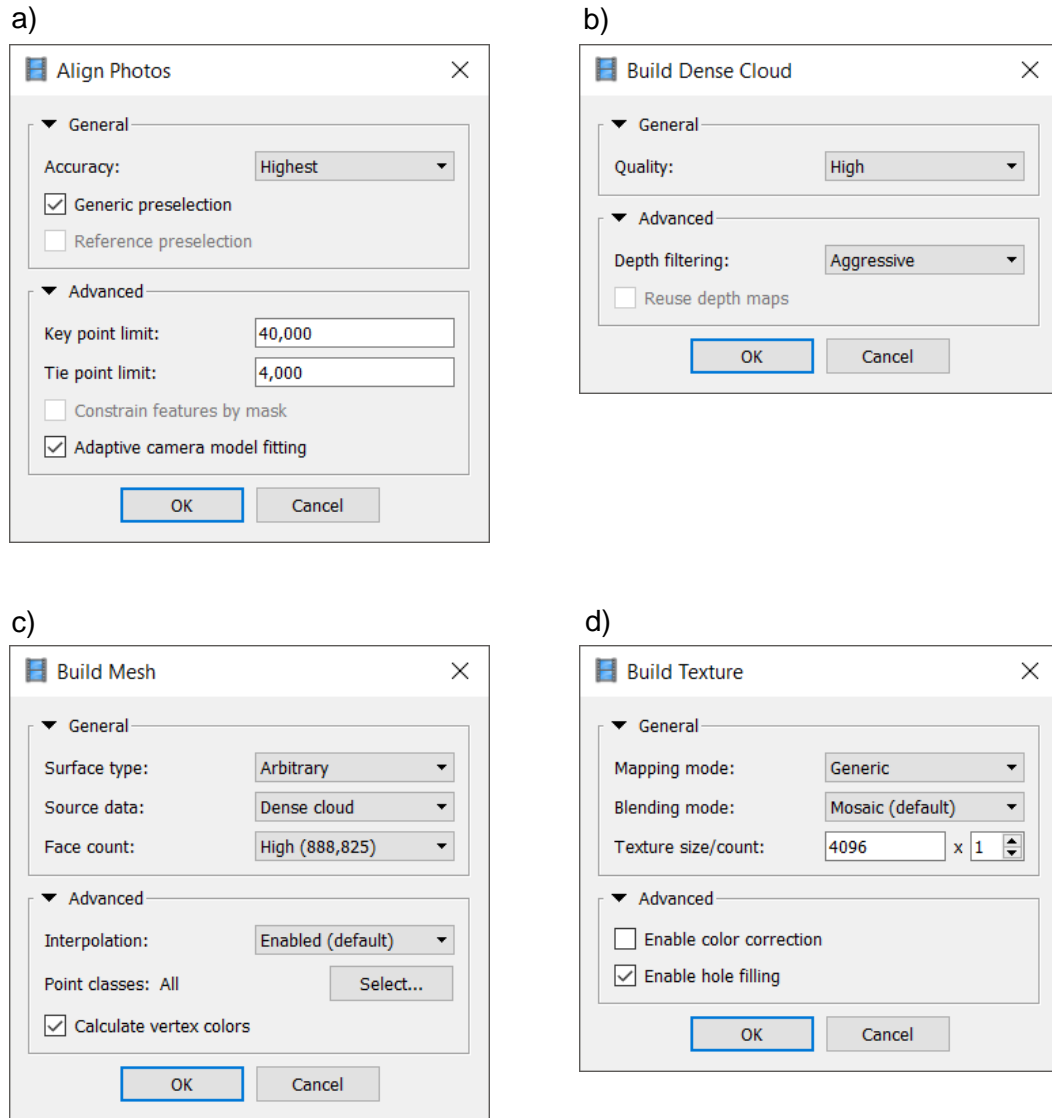 a)
Align Photos
General
Accuracy: Highest
Generic preselection
Reference preselection
Advanced
Key point limit: 40,000
Tie point limit: 4,000
Constrain features by mask
Adaptive camera model fitting
OK Cancel
b)
Build Dense Cloud
General
Quality: High
Advanced
Depth filtering: Aggressive
Reuse depth maps
OK Cancel
c)
Build Mesh
General
Surface type: Arbitrary
Source data: Dense cloud
Face count: High (888,825)
Advanced
Interpolation: Enabled (default)
Point classes: All Select...
Calculate vertex colors
OK Cancel
d)
Build Texture
General
Mapping mode: Generic
Blending mode: Mosaic (default)
Texture size/count: 4096 x 1
Advanced
Enable color correction
Enable hole filling
OK Cancel